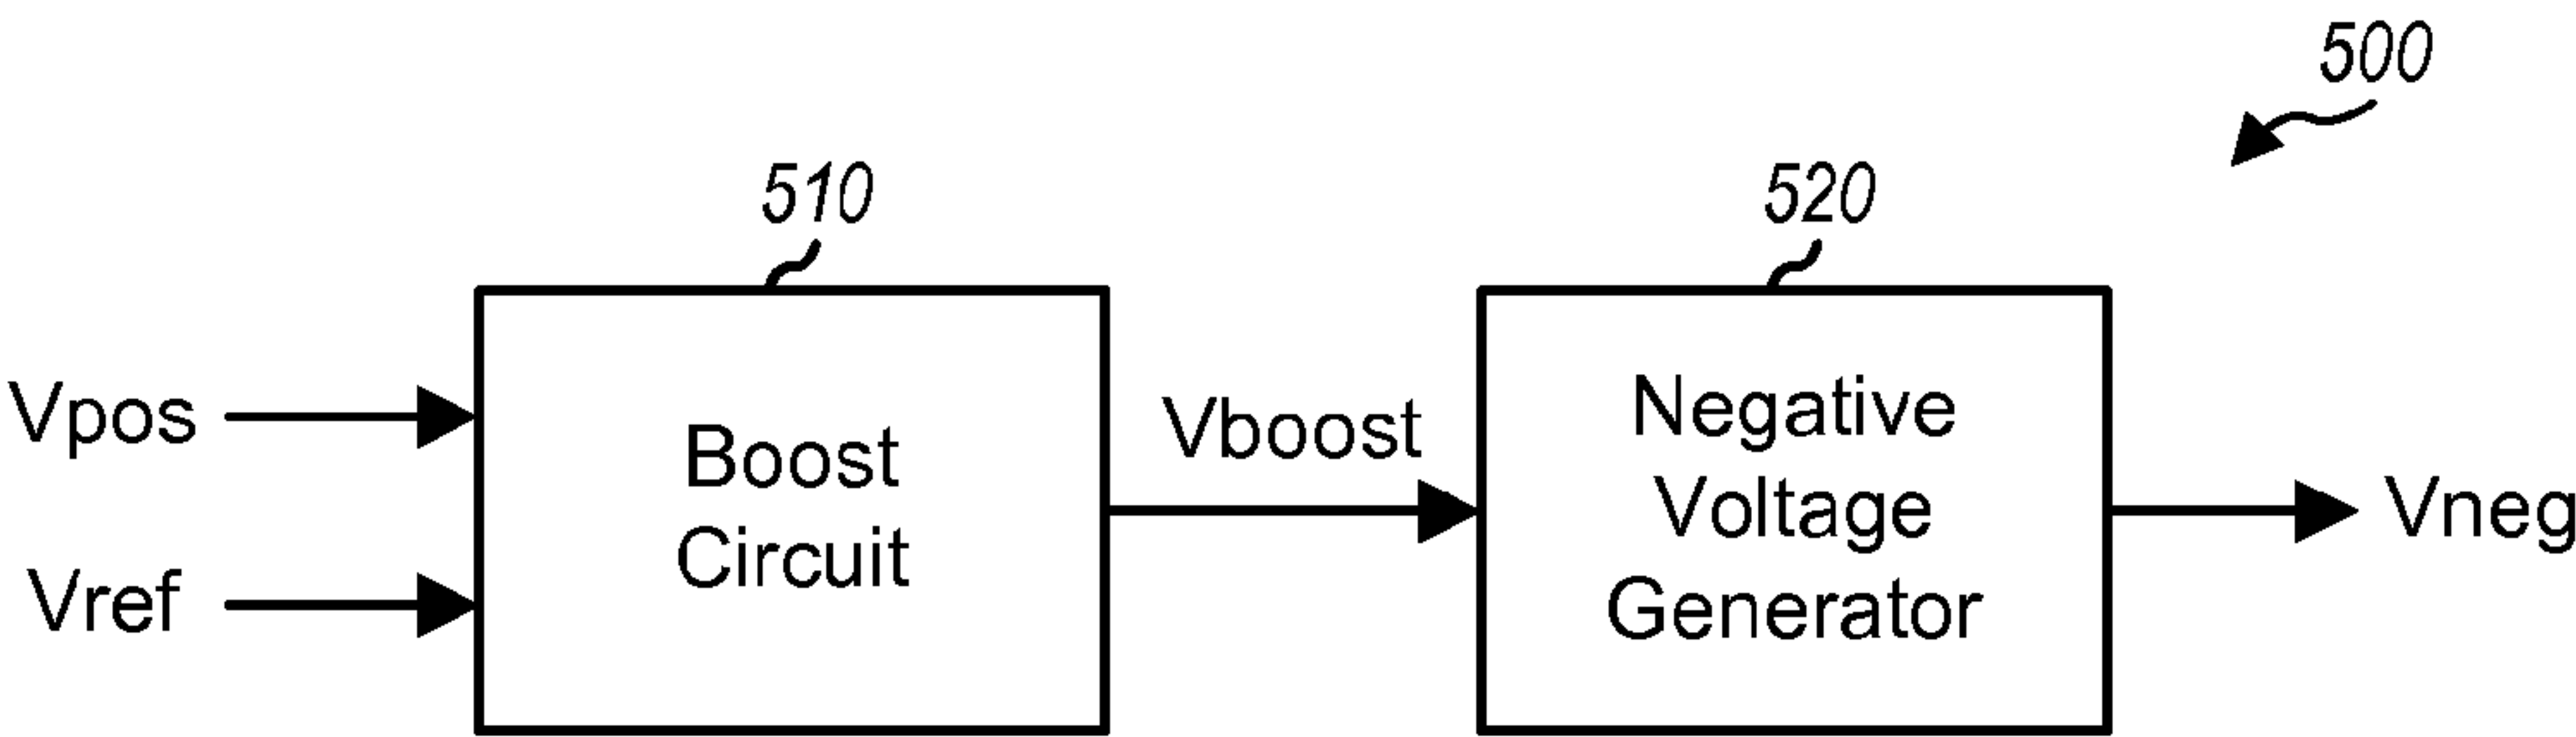 500
510
520
Vpos
Vref
Boost
Circuit
Vboost
Negative
Voltage
Generator
Vneg